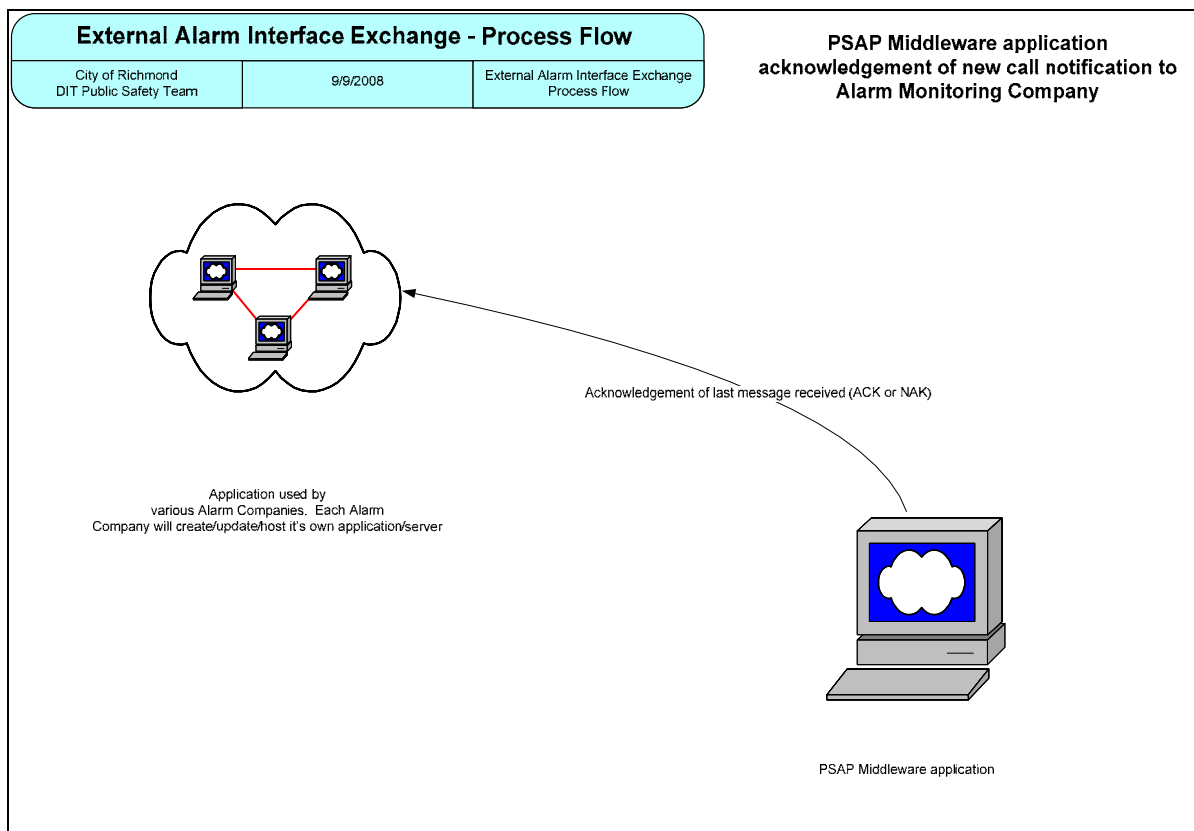 External Alarm Interface Exchange - Process Flow
City of Richmond
DIT Public Safety Team
9/9/2008
External Alarm Interface Exchange
Process Flow
PSAP Middleware application
acknowledgement of new call notification to
Alarm Monitoring Company
Acknowledgement of last message received (ACK or NAK)
Application used by
various Alarm Companies. Each Alarm
Company will create/update/host it's own application/server
PSAP Middleware application